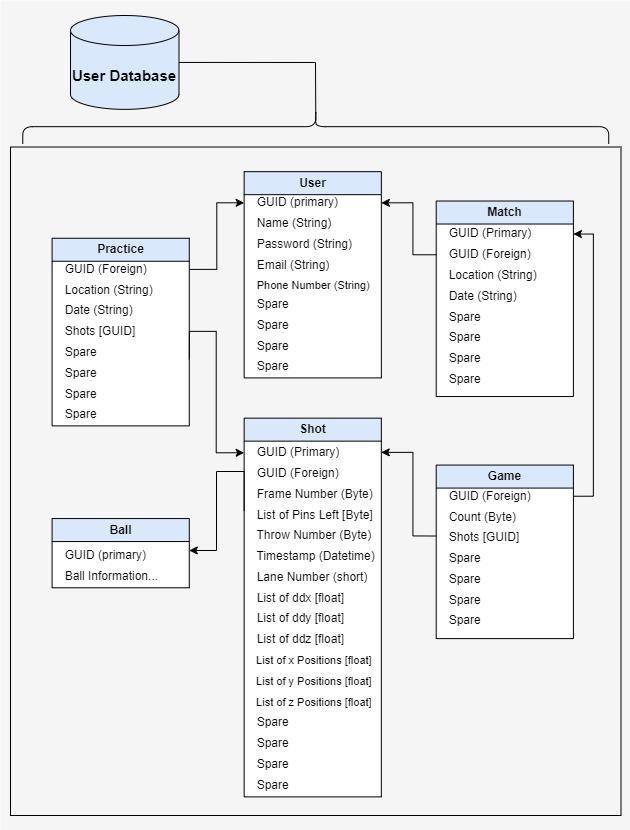 User Database
User
GUID (primary)
Name (String)
Password (String)
Email (String)
Phone Number (String)
Spare
Spare
Spare
Spare
Match
GUID (Primary)
GUID (Foreign)
Location (String)
Date (String)
Spare
Spare
Spare
Spare
Practice
GUID (Foreign)
Location (String)
Date (String)
Shots [GUID]
Spare
Spare
Spare
Spare
Shot
GUID (Primary)
GUID (Foreign)
Frame Number (Byte)
List of Pins Left [Byte]
Throw Number (Byte)
Timestamp (Datetime)
Lane Number (short)
List of ddx [float]
List of ddy [float]
List of ddz [float]
List of x Positions [float]
List of y Positions [float]
List of z Positions [float]
Spare
Spare
Spare
Spare
Game
GUID (Foreign)
Count (Byte)
Shots [GUID]
Spare
Spare
Spare
Spare
Ball
GUID (primary)
Ball Information...